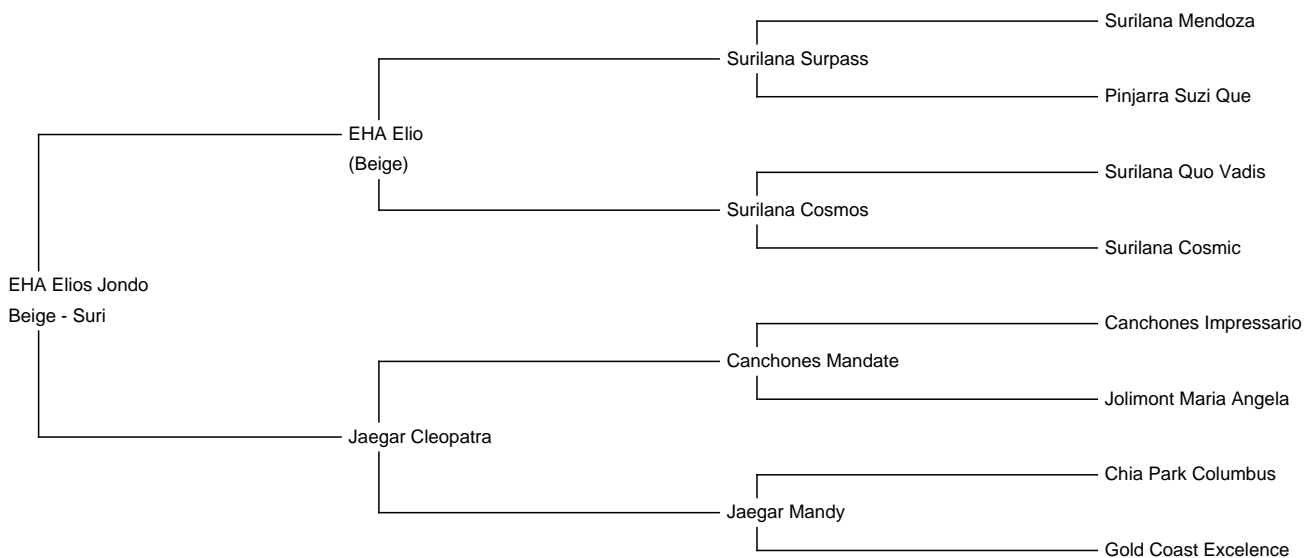 Surilana Mendoza
Surilana Surpass
Pinjarra Suzi Que
EHA Elio
(Beige)
Surilana Quo Vadis
Surilana Cosmos
Surilana Cosmic
EHA Elios Jondo
Beige - Suri
Canchones Impressario
Canchones Mandate
Jolimont Maria Angela
Jaegar Cleopatra
Chia Park Columbus
Jaegar Mandy
Gold Coast Excelence